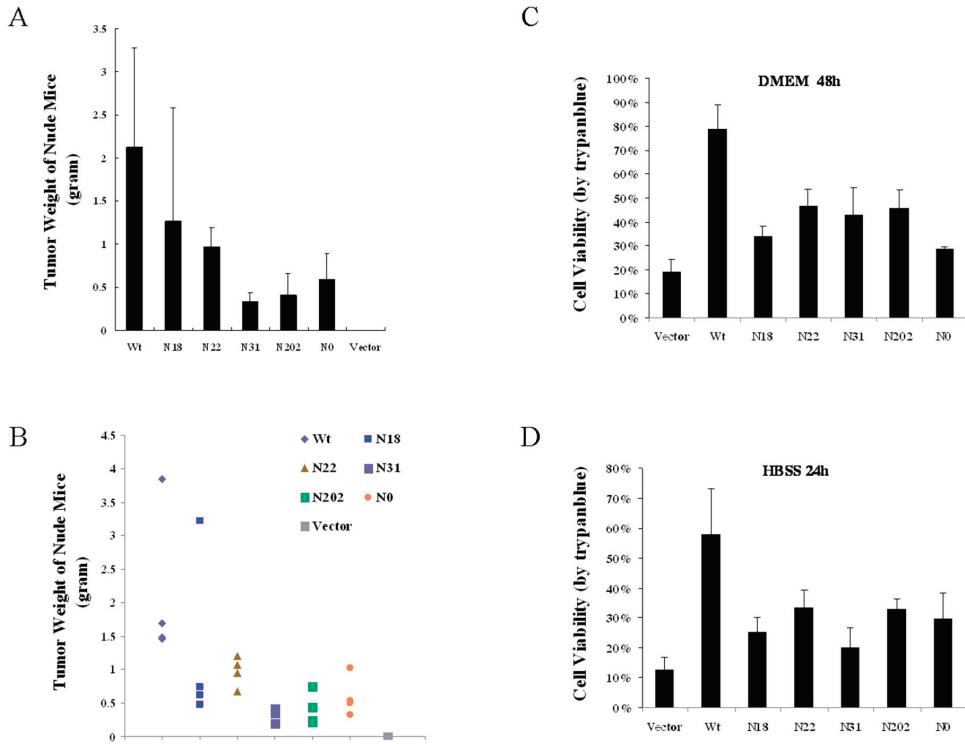 A
Tumor Weight of Nude Mice
(gram)
3.5
3
2.5
2
1.5
1
0.5
0
Wt N18 N22 N31 N202 N0 Vector
B
Tumor Weight of Nude Mice
(gram)
4.5
4
3.5
3
2.5
2
1.5
1
0.5
0
Wt N18
N22 N31
N202 N0
Vector
C
DMEM 48h
Cell Viability (by trypanblue)
100%
90%
80%
70%
60%
50%
40%
30%
20%
10%
0%
Vector Wt N18 N22 N31 N202 N0
D
HBSS 24h
Cell Viability (by trypanblue)
80%
70%
60%
50%
40%
30%
20%
10%
0%
Vector Wt N18 N22 N31 N202 N0